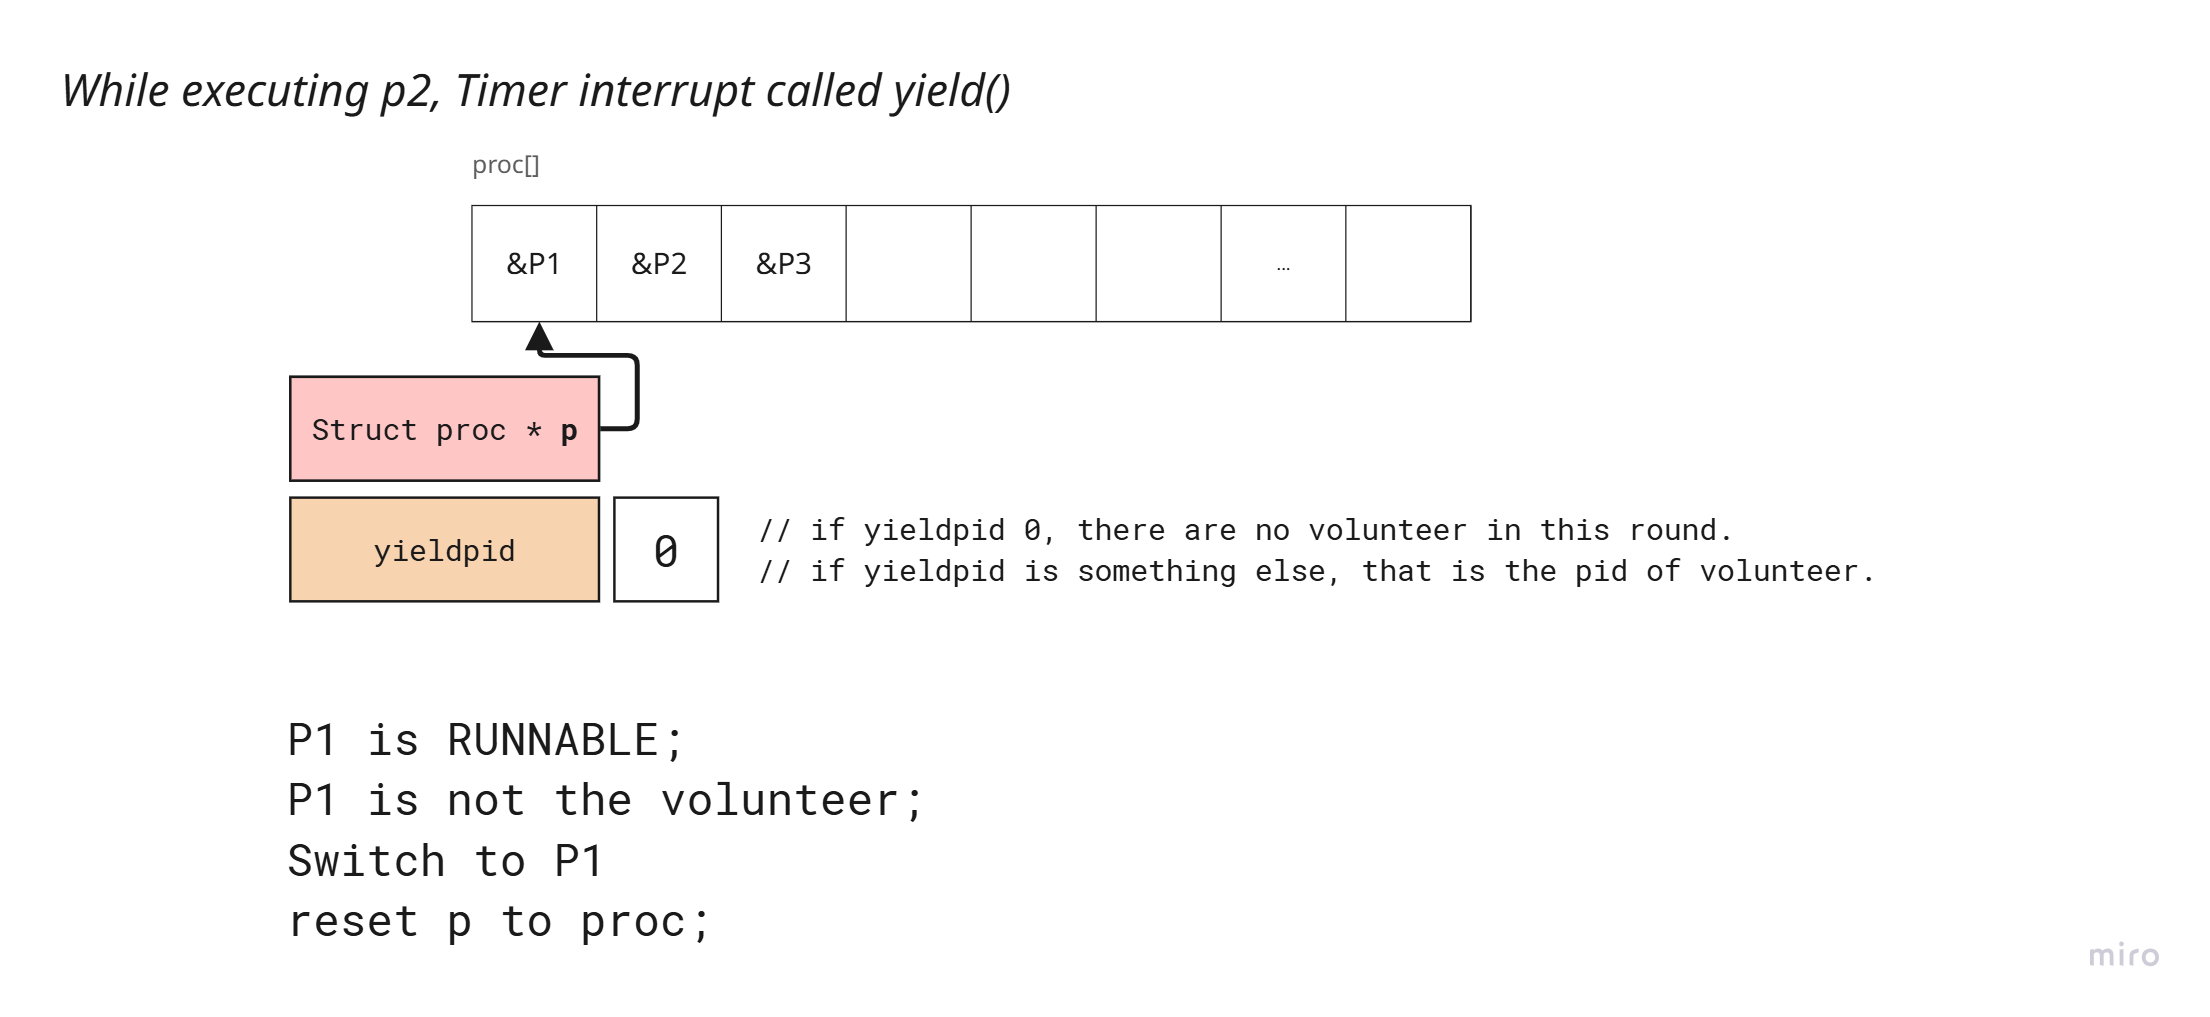 While executing p2, Timer interrupt called yield()
proc[]
&P1 &P2 &P3 ...
Struct proc * p
yieldpid 0
// if yieldpid 0, there are no volunteer in this round.
// if yieldpid is something else, that is the pid of volunteer.
P1 is RUNNABLE;
P1 is not the volunteer;
Switch to P1
reset p to proc;
miro